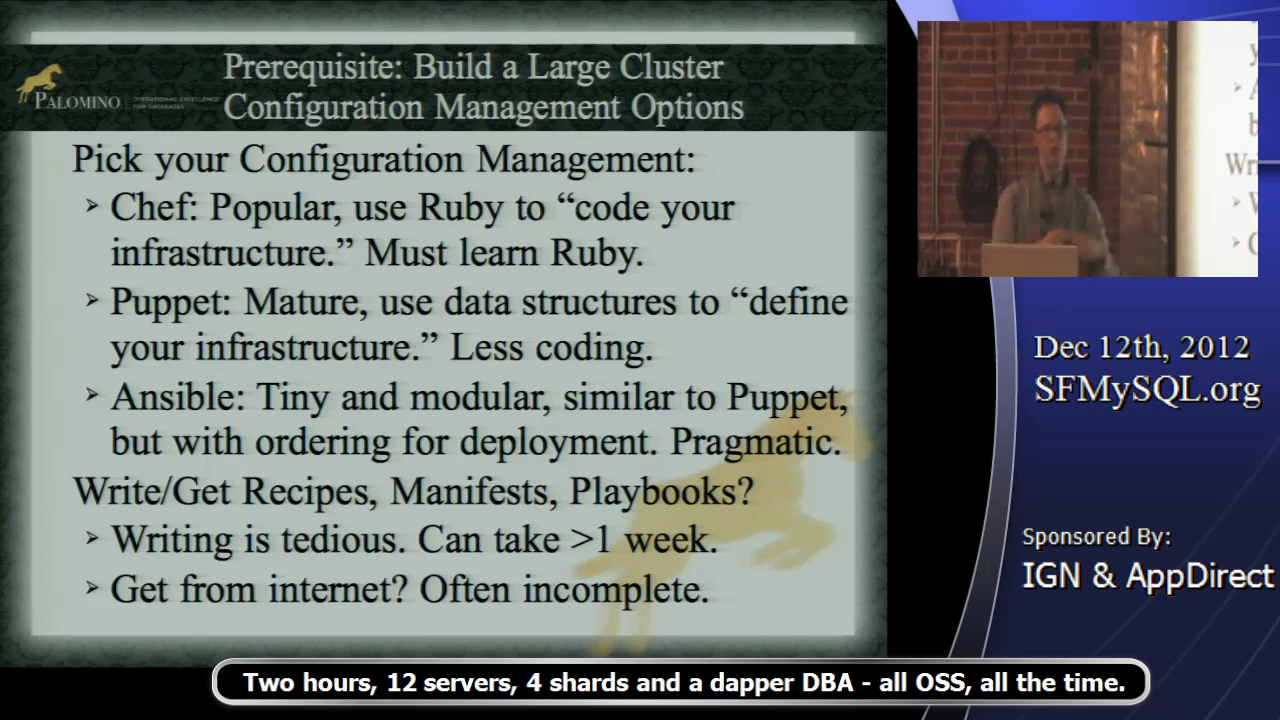 Prerequisite: Build a Large Cluster
Configuration Management Options
PALOMINO
OPERATIONAL EXCELLENCE
FOR DATABASES
Pick your Configuration Management:
➢ Chef: Popular, use Ruby to “code your
infrastructure.” Must learn Ruby.
➢ Puppet: Mature, use data structures to “define
your infrastructure.” Less coding.
➢ Ansible: Tiny and modular, similar to Puppet,
but with ordering for deployment. Pragmatic.
Write/Get Recipes, Manifests, Playbooks?
➢ Writing is tedious. Can take >1 week.
➢ Get from internet? Often incomplete.
Dec 12th, 2012
SFMySQL.org
Sponsored By:
IGN & AppDirect
Two hours, 12 servers, 4 shards and a dapper DBA - all OSS, all the time.